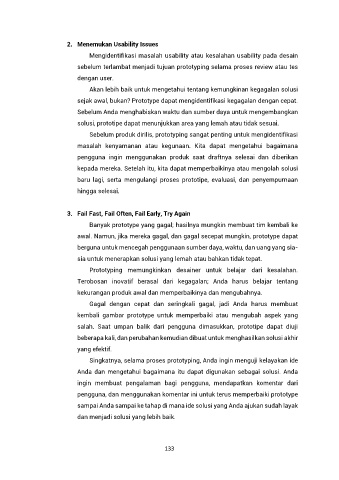 2. Menemukan Usability Issues
Mengidentifikasi masalah usability atau kesalahan usability pada desain
sebelum terlambat menjadi tujuan prototyping selama proses review atau tes
dengan user.
Akan lebih baik untuk mengetahui tentang kemungkinan kegagalan solusi
sejak awal, bukan? Prototype dapat mengidentifikasi kegagalan dengan cepat.
Sebelum Anda menghabiskan waktu dan sumber daya untuk mengembangkan
solusi, prototipe dapat menunjukkan area yang lemah atau tidak sesuai.
Sebelum produk dirilis, prototyping sangat penting untuk mengidentifikasi
masalah kenyamanan atau kegunaan. Kita dapat mengetahui bagaimana
pengguna ingin menggunakan produk saat draftnya selesai dan diberikan
kepada mereka. Setelah itu, kita dapat memperbaikinya atau mengolah solusi
baru lagi, serta mengulangi proses prototipe, evaluasi, dan penyempurnaan
hingga selesai,
3. Fail Fast, Fail Often, Fail Early, Try Again
Banyak prototype yang gagal, hasilnya mungkin membuat tim kembali ke
awal. Namun, jika mereka gagal, dan gagal secepat mungkin, prototype dapat
berguna untuk mencegah penggunaan sumber daya, waktu, dan uang yang sia-
sia untuk menerapkan solusi yang lemah atau bahkan tidak tepat.
Prototyping memungkinkan desainer untuk belajar dari kesalahan.
Terobosan inovatif berasal dari kegagalan; Anda harus belajar tentang
kekurangan produk awal dan memperbaikinya dan mengubahnya.
Gagal dengan cepat dan seringkali gagal, jadi Anda harus membuat
kembali gambar prototype untuk memperbaiki atau mengubah aspek yang
salah. Saat umpan balik dari pengguna dimasukkan, prototipe dapat diuji
beberapa kali, dan perubahan kemudian dibuat untuk menghasilkan solusi akhir
yang efektif.
Singkatnya, selama proses prototyping, Anda ingin menguji kelayakan ide
Anda dan mengetahui bagaimana itu dapat digunakan sebagai solusi. Anda
ingin membuat pengalaman bagi pengguna, mendapatkan komentar dari
pengguna, dan menggunakan komentar ini untuk terus memperbaiki prototype
sampai Anda sampai ke tahap di mana ide solusi yang Anda ajukan sudah layak
dan menjadi solusi yang lebih baik.
133